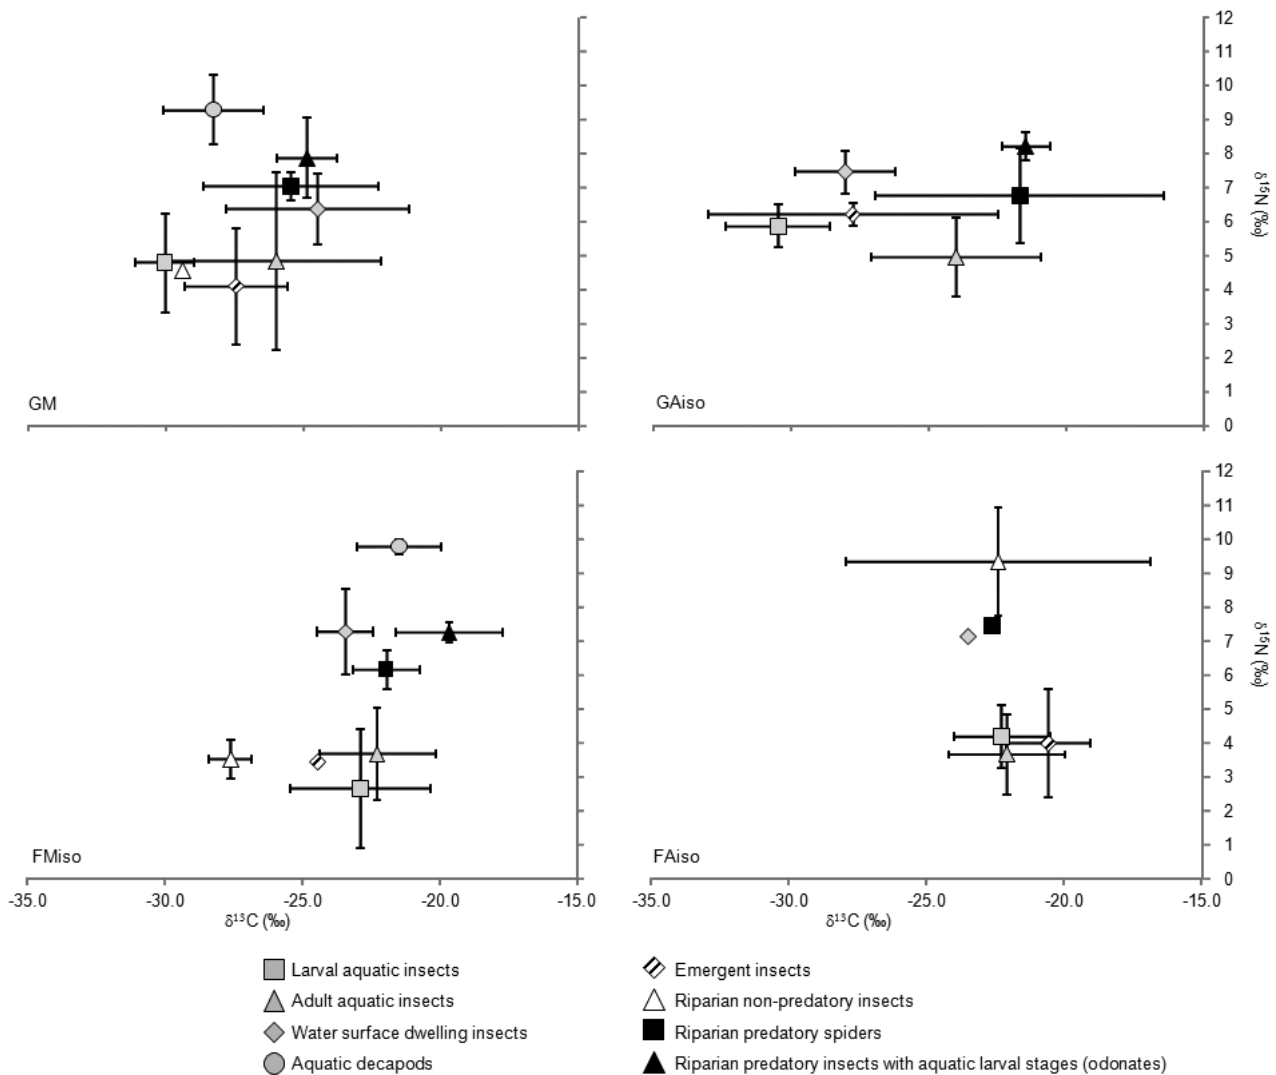 12
11
10
9
8
7
6
5
4
3
2
1
0
δ¹⁵N (‰)
GM
GAiso
12
11
10
9
8
7
6
5
4
3
2
1
0
δ¹⁵N (‰)
FMiso
FAiso
-35.0 -30.0 -25.0 -20.0 -15.0
-35.0 -30.0 -25.0 -20.0 -15.0
δ¹³C (‰)
δ¹³C (‰)
Larval aquatic insects
Adult aquatic insects
Water surface dwelling insects
Aquatic decapods
Emergent insects
Riparian non-predatory insects
Riparian predatory spiders
Riparian predatory insects with aquatic larval stages (odonates)